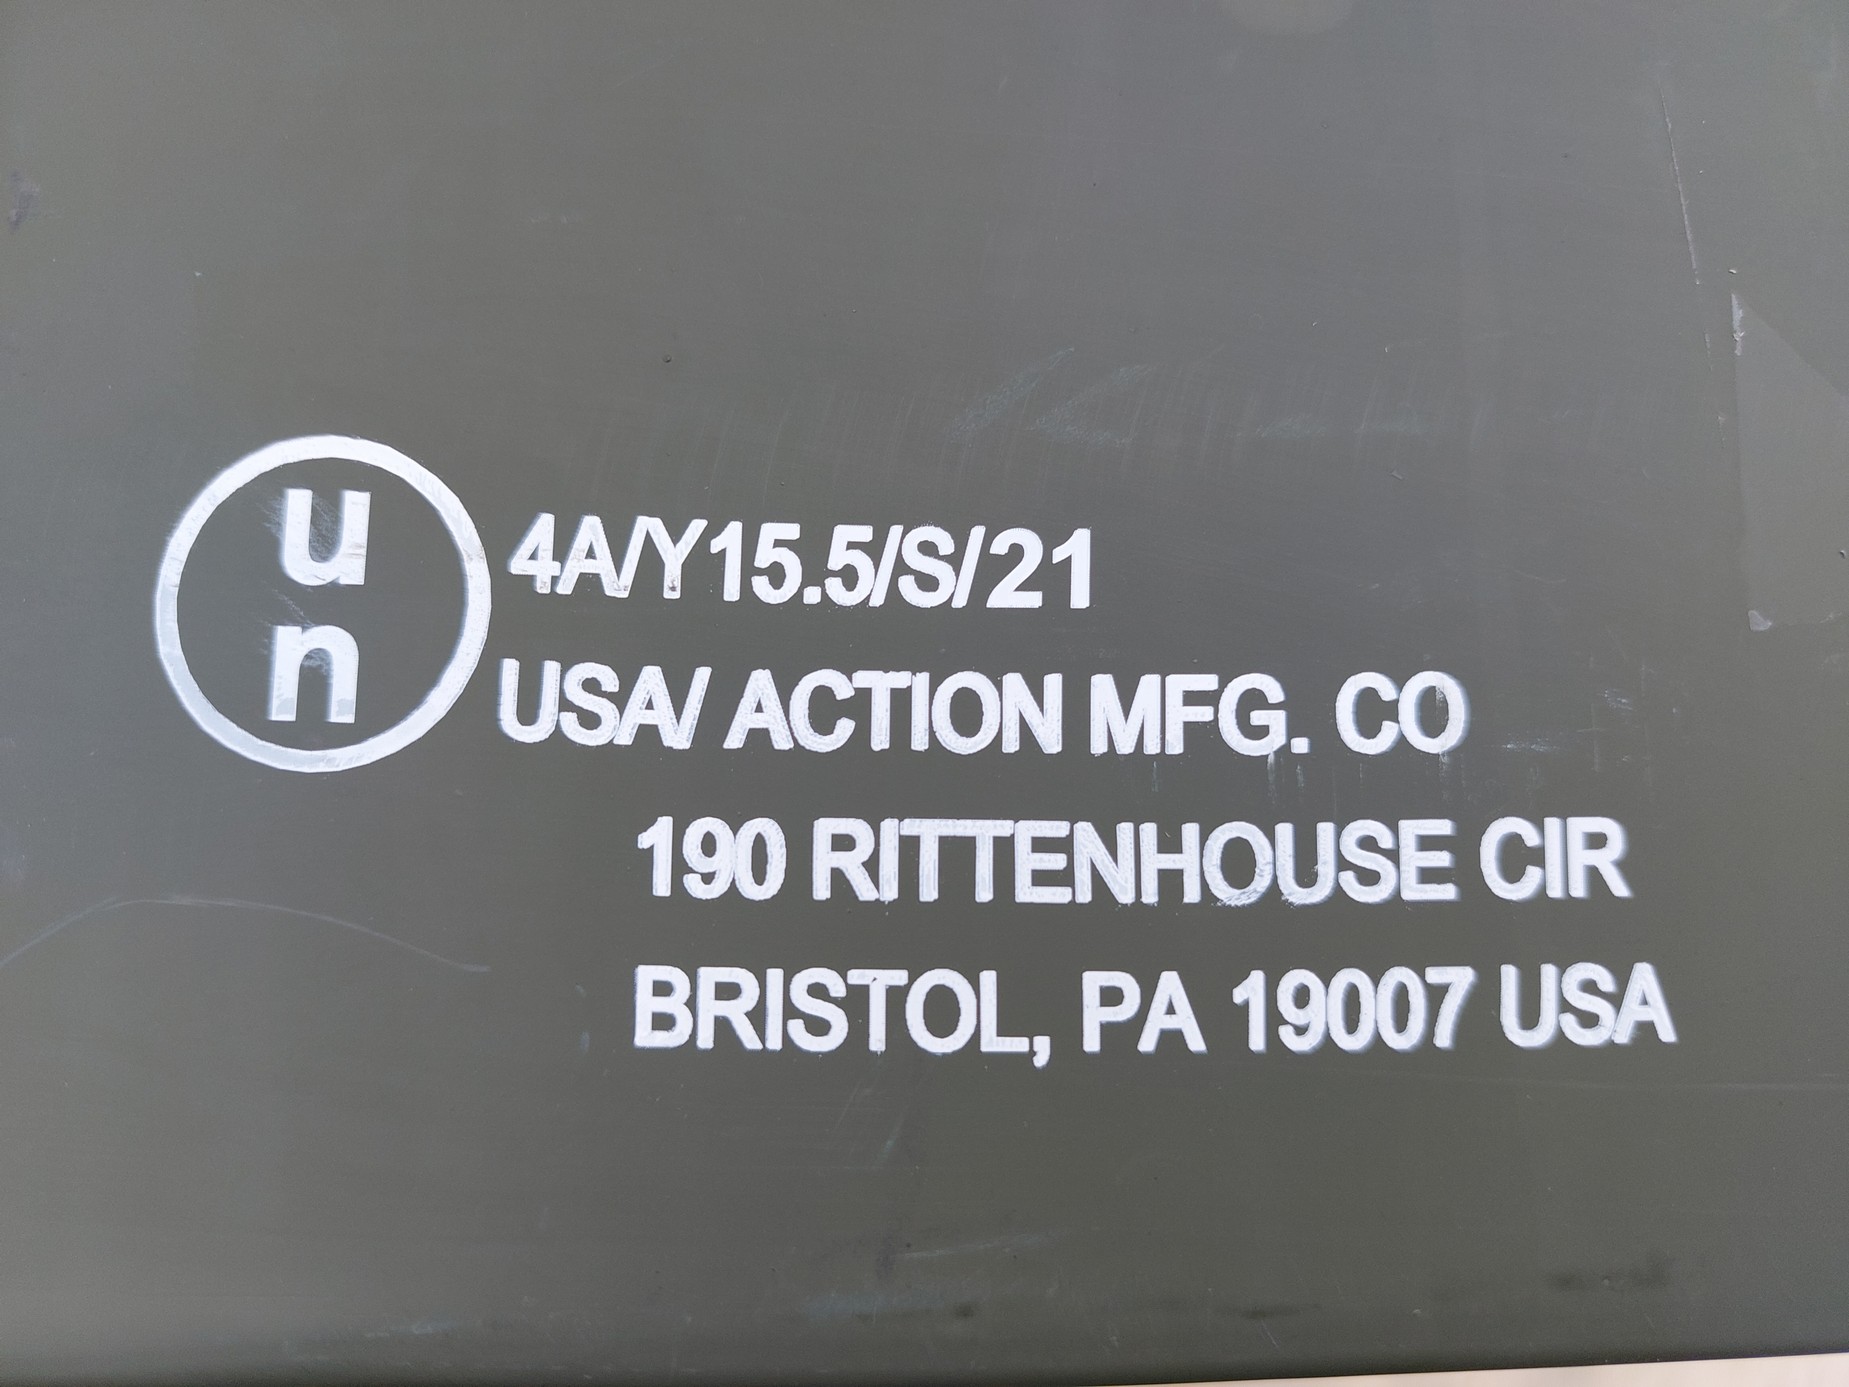 u
n
4A/Y15.5/S/21
USA/ ACTION MFG. CO
190 RITTENHOUSE CIR
BRISTOL, PA 19007 USA